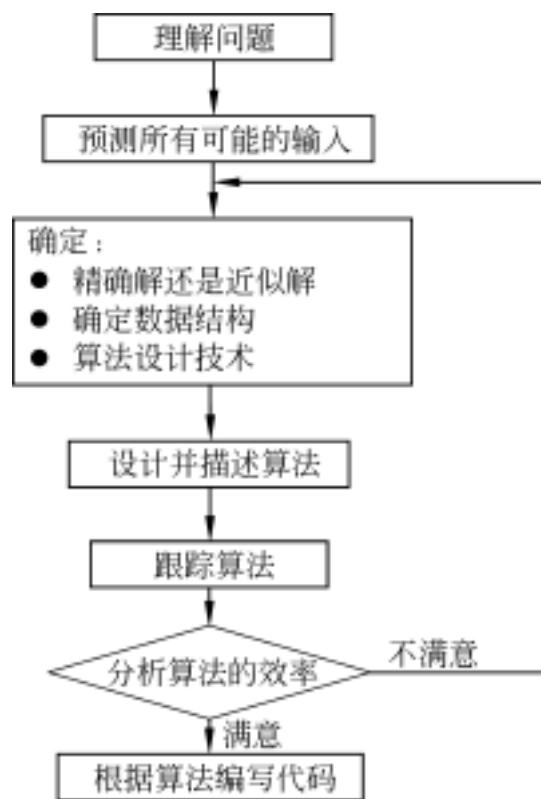 理解问题
预测所有可能的输入
确定：
● 精确解还是近似解
● 确定数据结构
● 算法设计技术
设计并描述算法
跟踪算法
分析算法的效率
不满意
满意
根据算法编写代码